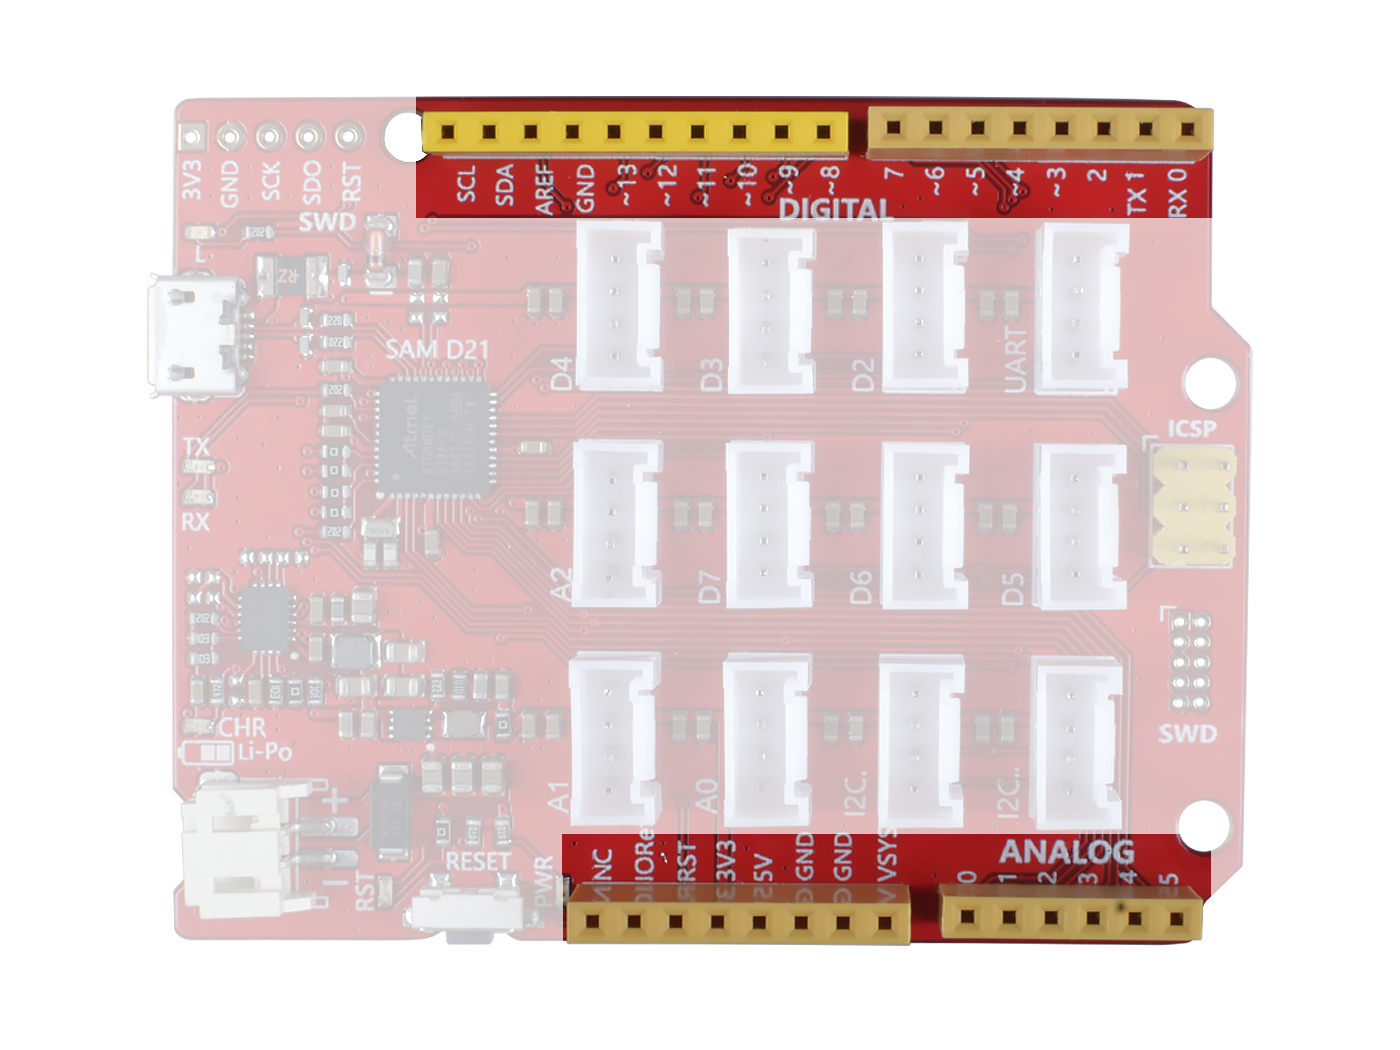 3V3
GND
SCK
SDO
RST
SWD
SCL
SDA
AREF
GND
~13
~12
~11
~10
~9
~8
7
~6
~5
~4
~3
2
TX 1
RX 0
DIGITAL
L
SAM D21
D4
D3
D2
UART
TX
RX
Atmel
ICSP
A2
D7
D6
D5
SWD
CHR
Li-Po
A1
A0
I2C
I2C
+
-
RST
RESET
PWR
NC
IORe
RST
3V3
5V
GND
GND
VSYS
ANALOG
0
1
2
3
4
5